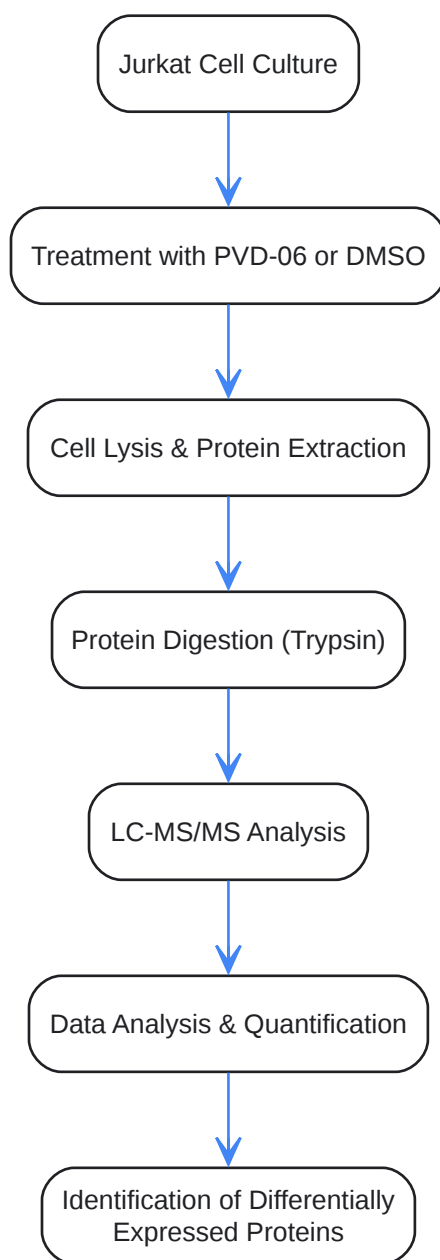 Jurkat Cell Culture
Treatment with PVD-06 or DMSO
Cell Lysis & Protein Extraction
Protein Digestion (Trypsin)
LC-MS/MS Analysis
Data Analysis & Quantification
Identification of Differentially
Expressed Proteins